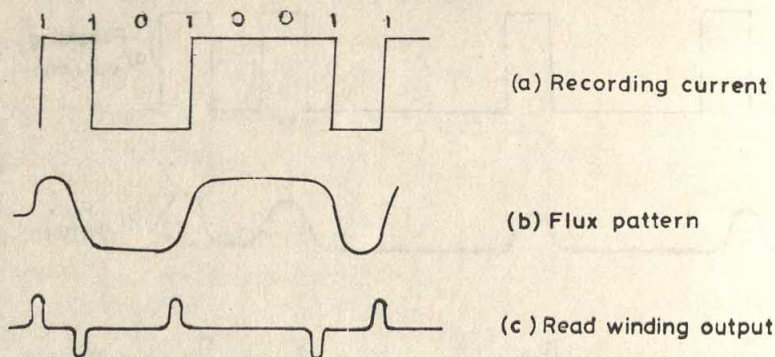 1 1 0 1 0 0 1 1
(a) Recording current
(b) Flux pattern
(c) Read winding output